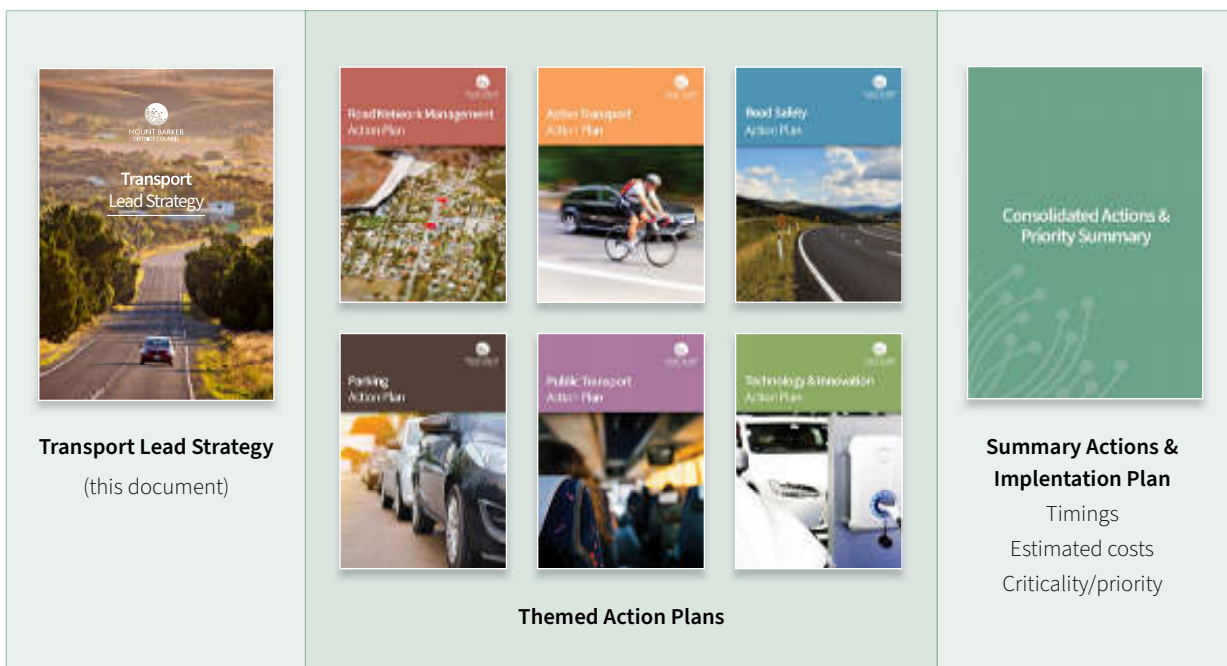 MOUNT BARKER
DISTRICT COUNCIL
Transport
Lead Strategy
Transport Lead Strategy
(this document)
Road Network Management
Action Plan
Active Transport
Action Plan
Road Safety
Action Plan
Parking
Action Plan
Public Transport
Action Plan
Technology & Innovation
Action Plan
Themed Action Plans
Consolidated Actions &
Priority Summary
Summary Actions &
Implentation Plan
Timings
Estimated costs
Criticality/priority